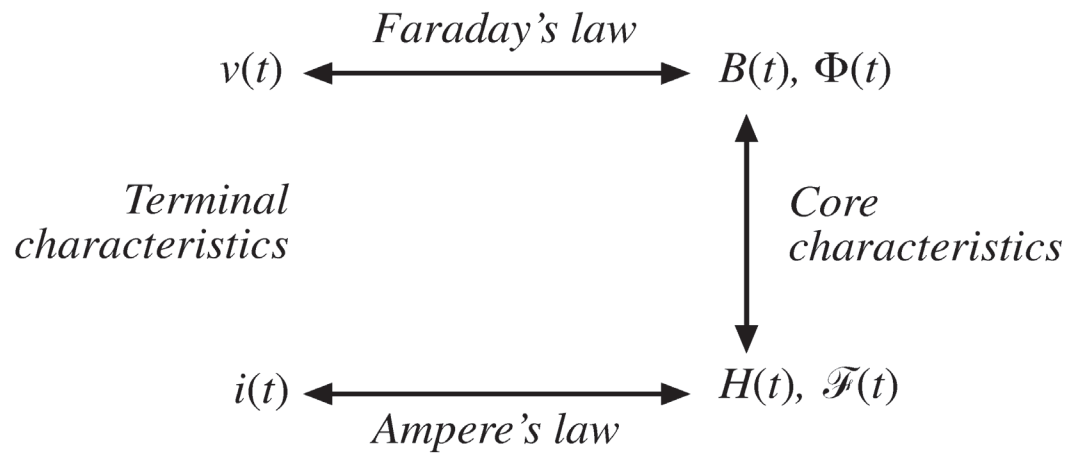 Faraday's law
v(t)
B(t), Φ(t)
Terminal
characteristics
Core
characteristics
i(t)
H(t), ℱ(t)
Ampere's law